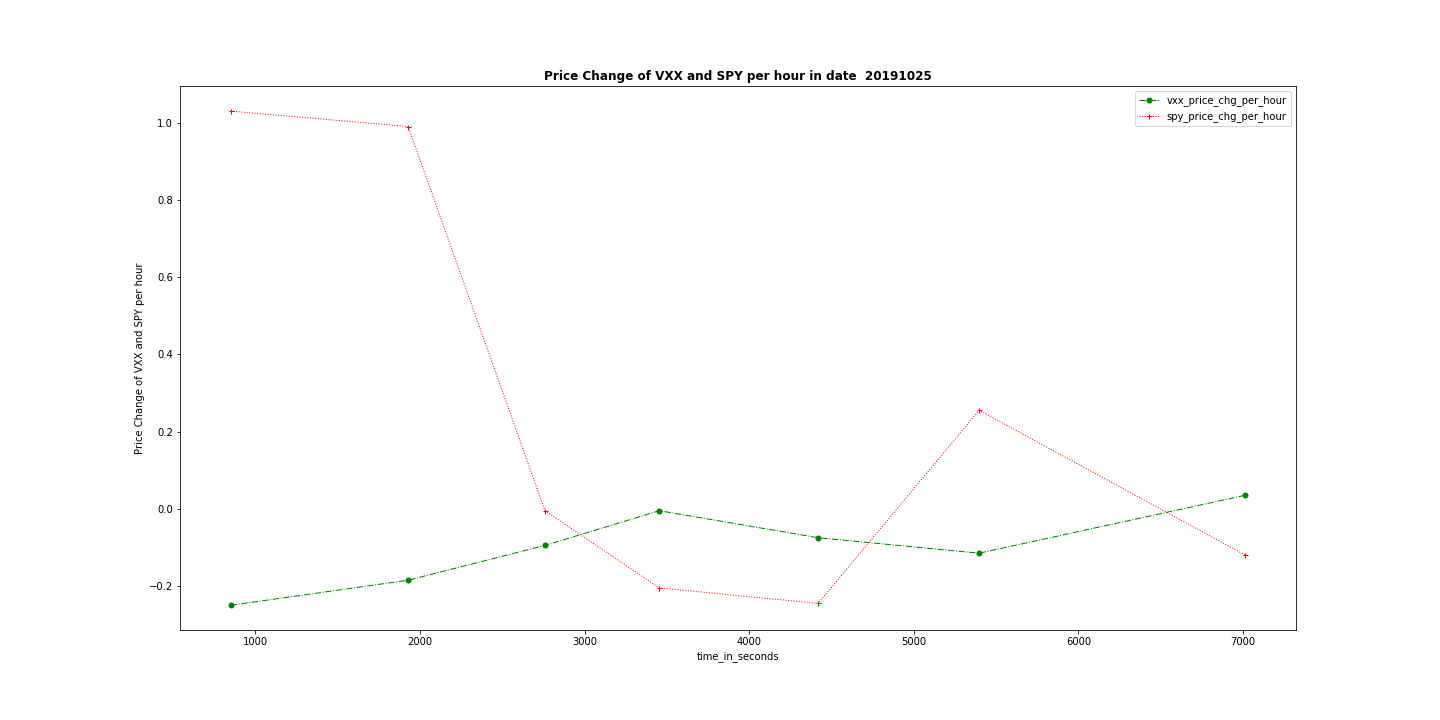 Price Change of VXX and SPY per hour in date  20191025
vxx_price_chg_per_hour
spy_price_chg_per_hour
Price Change of VXX and SPY per hour
1.0
0.8
0.6
0.4
0.2
0.0
−0.2
1000
2000
3000
4000
5000
6000
7000
time_in_seconds